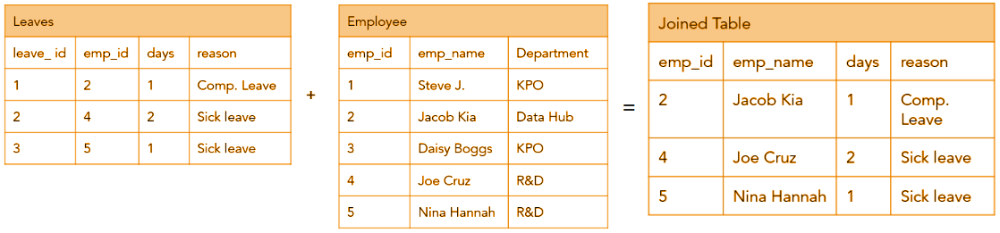 Leaves
leave_ id emp_id days reason
1 2 1 Comp. Leave
2 4 2 Sick leave
3 5 1 Sick leave
+
Employee
emp_id emp_name Department
1 Steve J. KPO
2 Jacob Kia Data Hub
3 Daisy Boggs KPO
4 Joe Cruz R&D
5 Nina Hannah R&D
=
Joined Table
emp_id emp_name days reason
2 Jacob Kia 1 Comp.
Leave
4 Joe Cruz 2 Sick leave
5 Nina Hannah 1 Sick leave